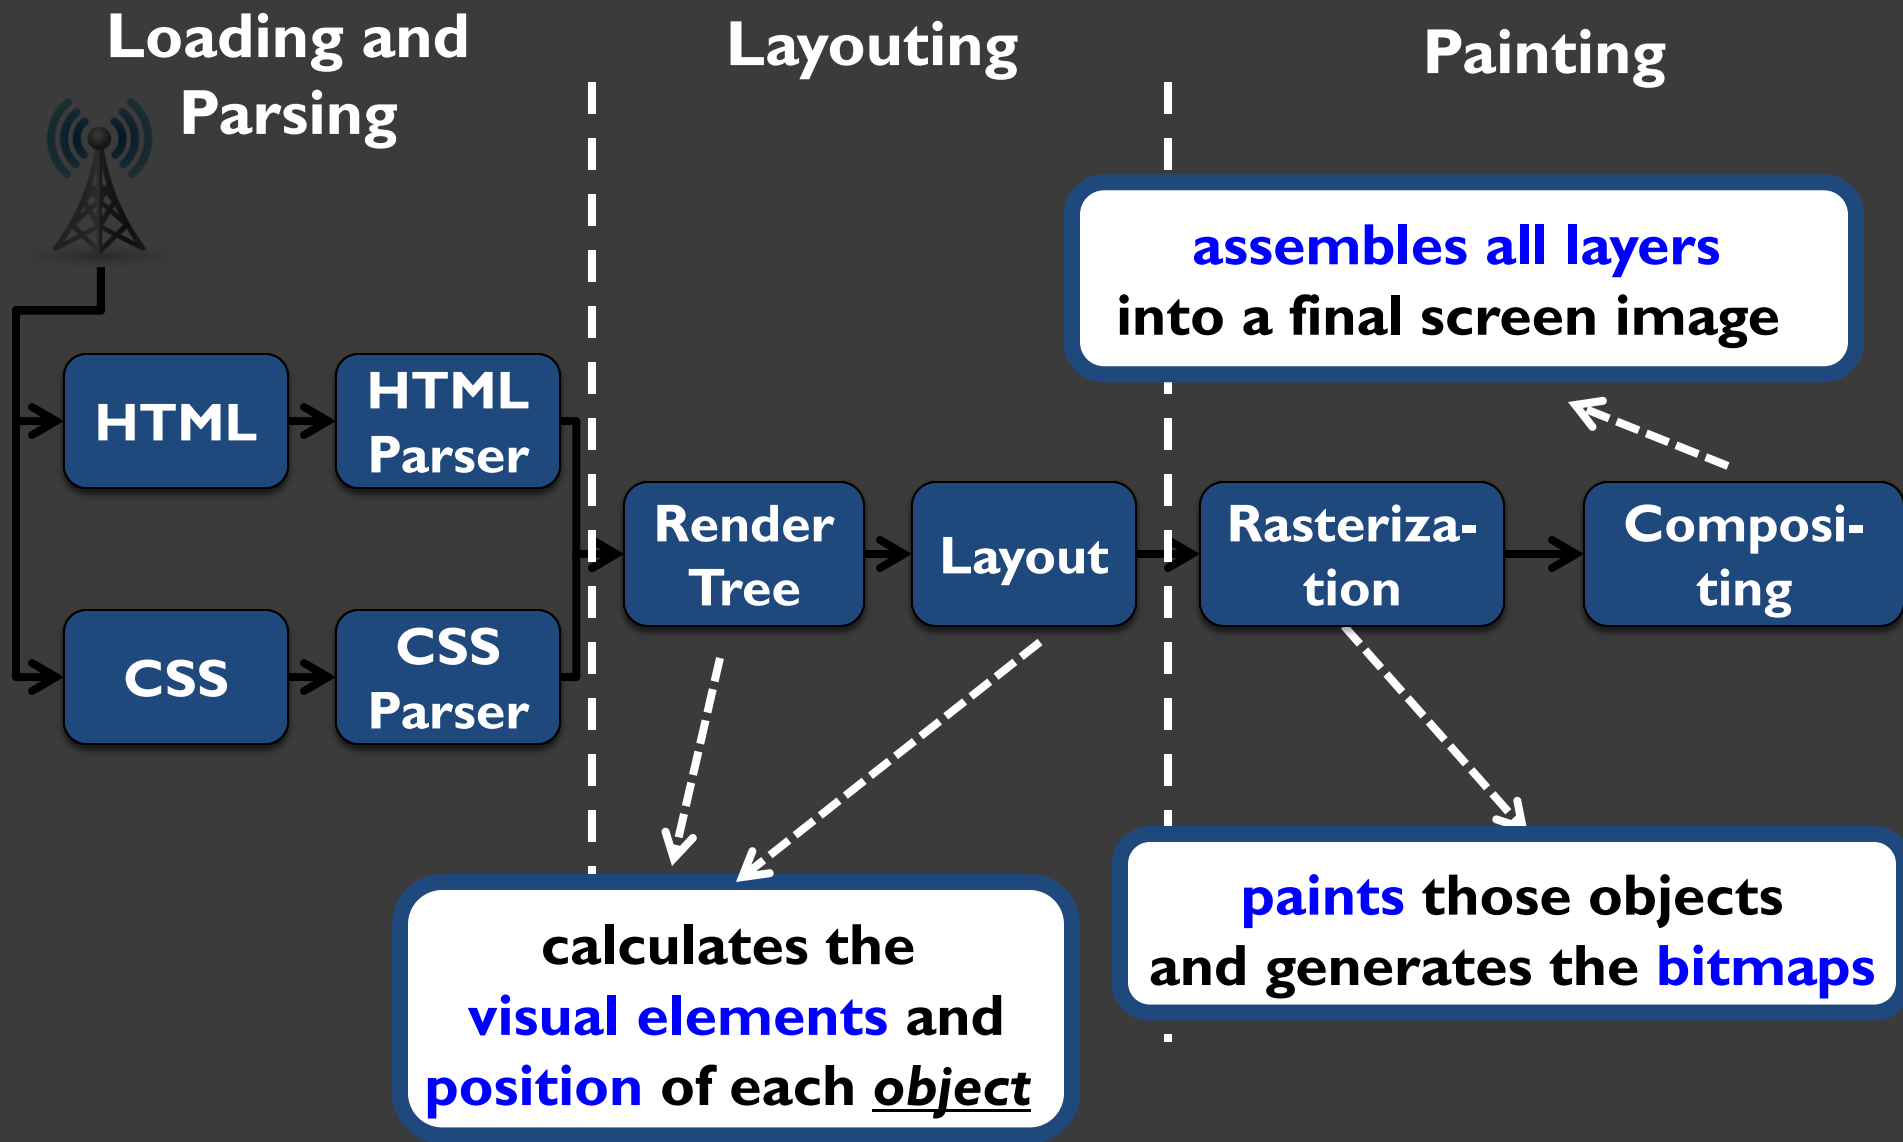 Loading and
Parsing
Layouting
Painting
assembles all layers
into a final screen image
HTML
HTML
Parser
CSS
CSS
Parser
Render
Tree
Layout
Rasteriza-
tion
Composi-
ting
calculates the
visual elements and
position of each object
paints those objects
and generates the bitmaps